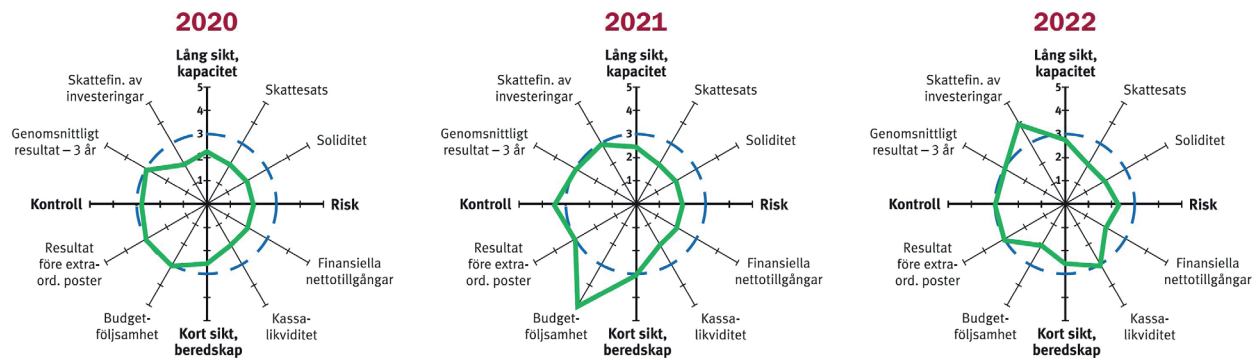 2020
Lång sikt,
kapacitet
Skattefin. av
investeringar
Skattesats
Genomsnittligt
resultat – 3 år
Soliditet
5
4
3
2
1
Kontroll
Risk
Resultat
före extra-
ord. poster
Finansiella
nettotillgångar
Budget-
följsamhet
Kassa-
likviditet
Kort sikt,
beredskap
2021
Lång sikt,
kapacitet
Skattefin. av
investeringar
Skattesats
Genomsnittligt
resultat – 3 år
Soliditet
5
4
3
2
1
Kontroll
Risk
Resultat
före extra-
ord. poster
Finansiella
nettotillgångar
Budget-
följsamhet
Kassa-
likviditet
Kort sikt,
beredskap
2022
Lång sikt,
kapacitet
Skattefin. av
investeringar
Skattesats
Genomsnittligt
resultat – 3 år
Soliditet
5
4
3
2
1
Kontroll
Risk
Resultat
före extra-
ord. poster
Finansiella
nettotillgångar
Budget-
följsamhet
Kassa-
likviditet
Kort sikt,
beredskap